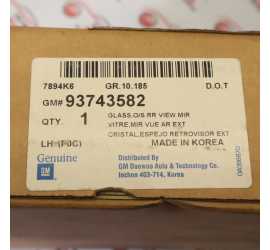 7894K6 GR.10.185 D.O.T
GM# 93743582
QTY. 1
GLASS,O/S RR VIEW MIR
VITRE,MIR VUE AR EXT
CRISTAL,ESPEJO RETROVISOR EXT
LH (PUC) MADE IN KOREA
Genuine
GM
Distributed By
GM Daewoo Auto & Technology Co.
Incheon 403-714, Korea